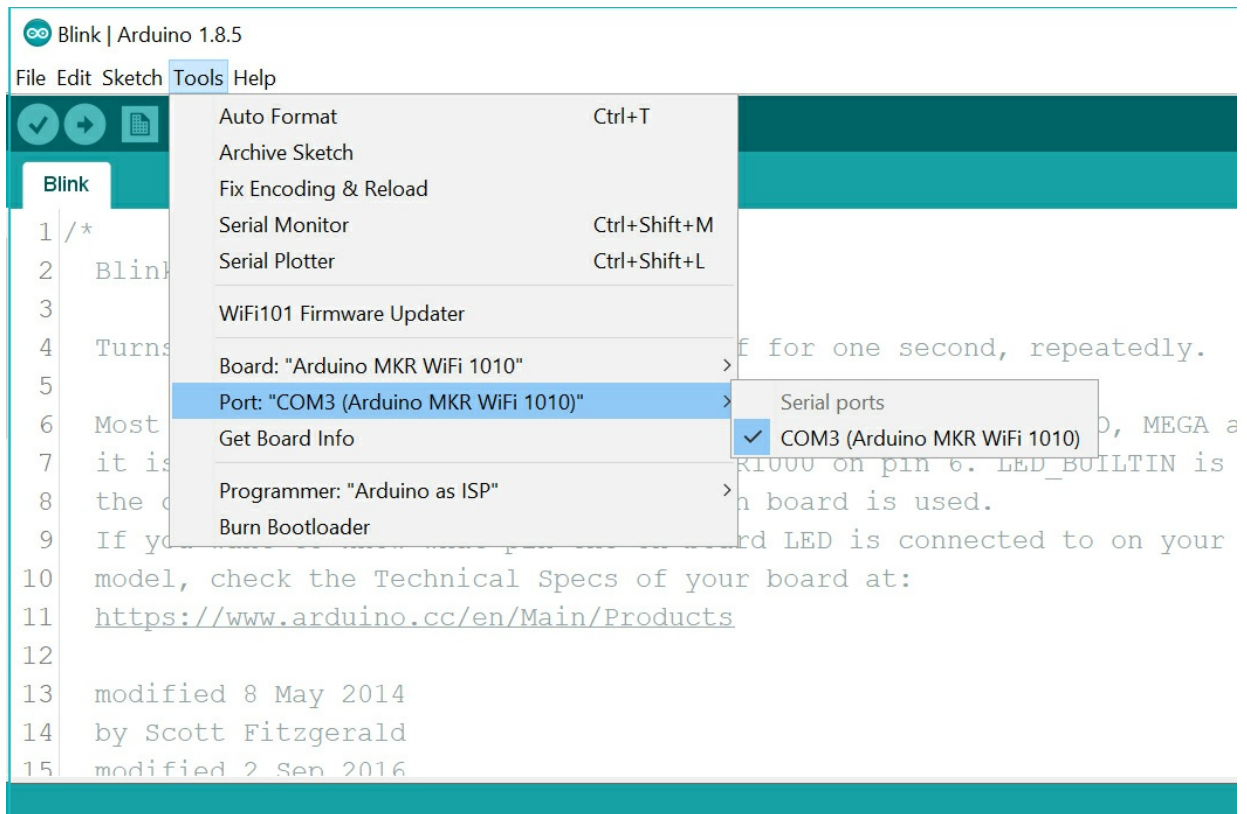 Blink | Arduino 1.8.5
File Edit Sketch Tools Help
Auto Format Ctrl+T
Archive Sketch
Fix Encoding & Reload
Serial Monitor Ctrl+Shift+M
Serial Plotter Ctrl+Shift+L
WiFi101 Firmware Updater
Board: "Arduino MKR WiFi 1010"
Port: "COM3 (Arduino MKR WiFi 1010)"
Get Board Info
Programmer: "Arduino as ISP"
Burn Bootloader
Serial ports
COM3 (Arduino MKR WiFi 1010)
Blink
1 /*
2 Blink
3
4 Turns for one second, repeatedly.
5
6 Most MEGA a
7 it is on pin 6. LED_BUILTIN is
8 the board is used.
9 If LED is connected to on your
10 model, check the Technical Specs of your board at:
11 https://www.arduino.cc/en/Main/Products
12
13 modified 8 May 2014
14 by Scott Fitzgerald
15 modified 2 Sep 2016